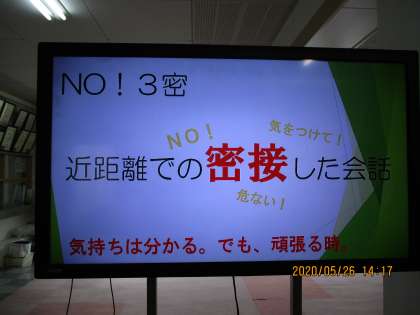 NO！３密
NO！
気をつけて！
近距離での密接した会話
危ない！
気持ちは分かる。でも、頑張る時。
2020/05/26 14:17